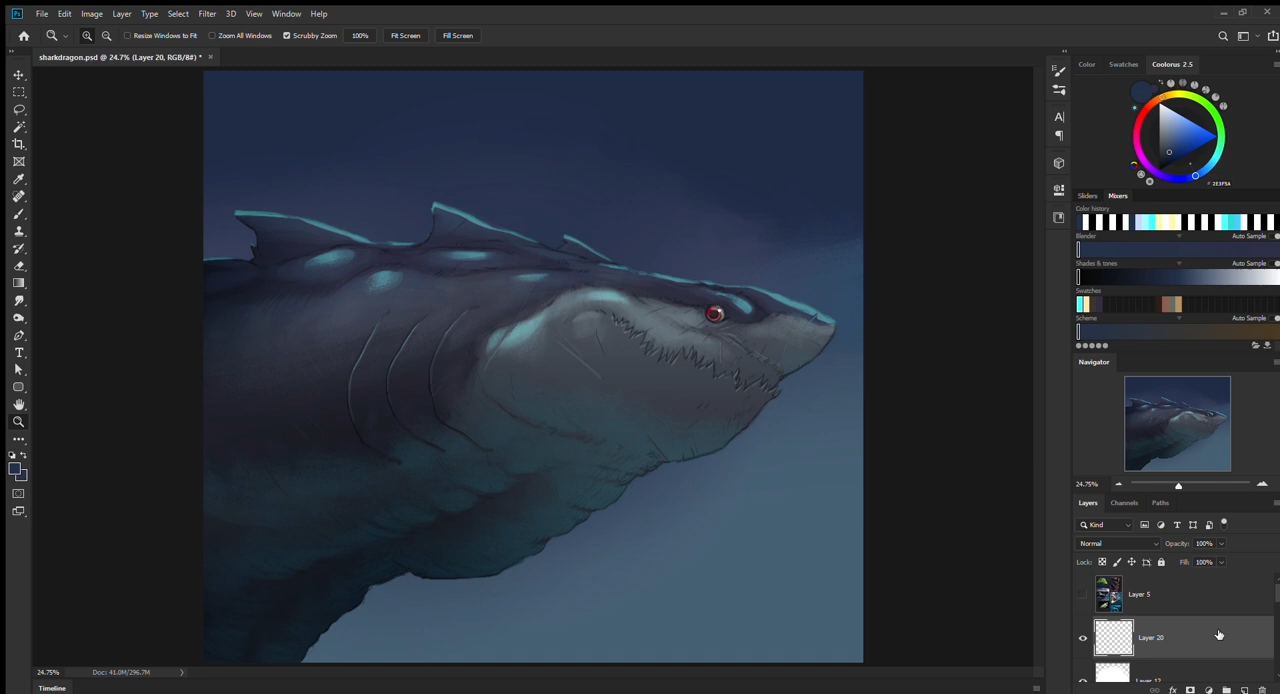 Ps File Edit Image Layer Type Select Filter 3D View Window Help
Resize Windows to Fit Zoom All Windows Scrubby Zoom 100% Fit Screen Fill Screen
sharkdragon.psd @ 24.7% (Layer 20, RGB/8#) * ×
Color Swatches Coolorus 2.5
# 2E3F5A
Sliders Mixers
Color history
Blender Auto Sample
Shades & tones Auto Sample
Swatches
Scheme Auto Sample
Navigator
24.75%
Layers Channels Paths
Kind
Normal Opacity: 100%
Lock: Fill: 100%
Layer 5
Layer 20
Layer 12
24.75% Doc: 41.0M/296.7M
Timeline